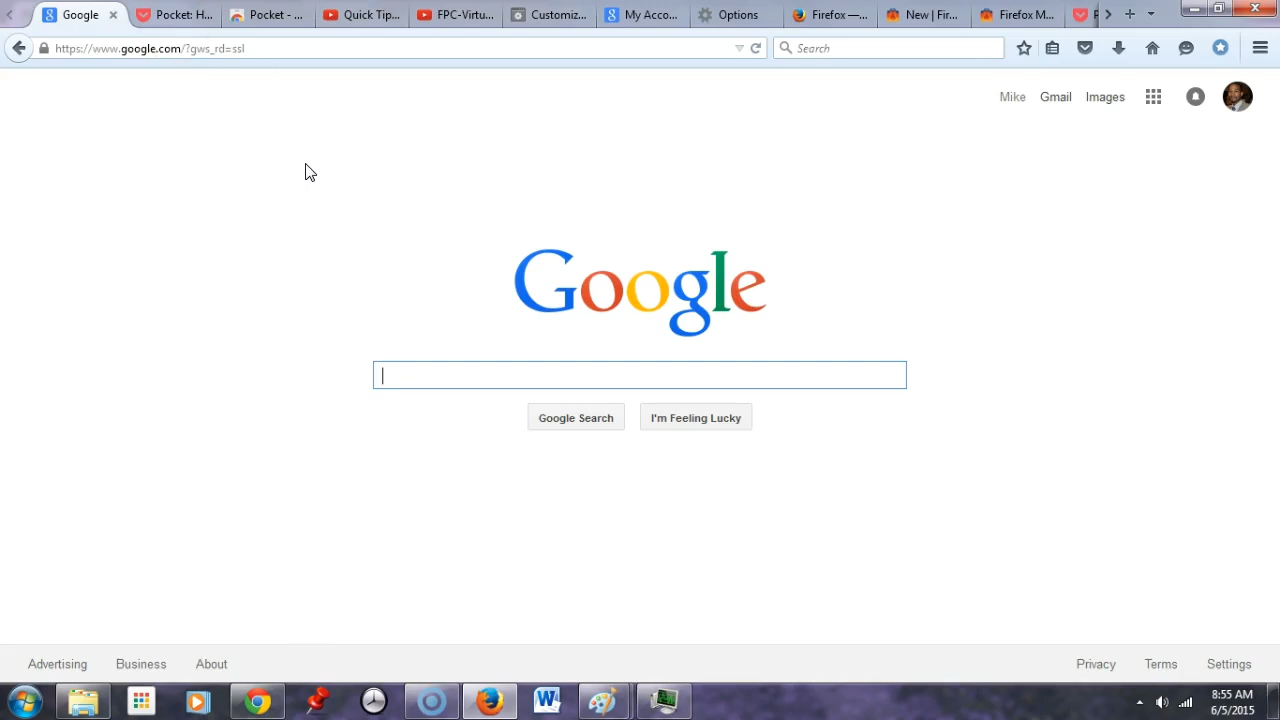 Google
Pocket: H...
Pocket - ...
Quick Tip...
FPC-Virtu...
Customiz...
My Acco...
Options
Firefox —...
New | Fir...
Firefox M...
https://www.google.com/?gws_rd=ssl
Search
Mike Gmail Images
Google
Google Search I'm Feeling Lucky
Advertising Business About
Privacy Terms Settings
8:55 AM
6/5/2015